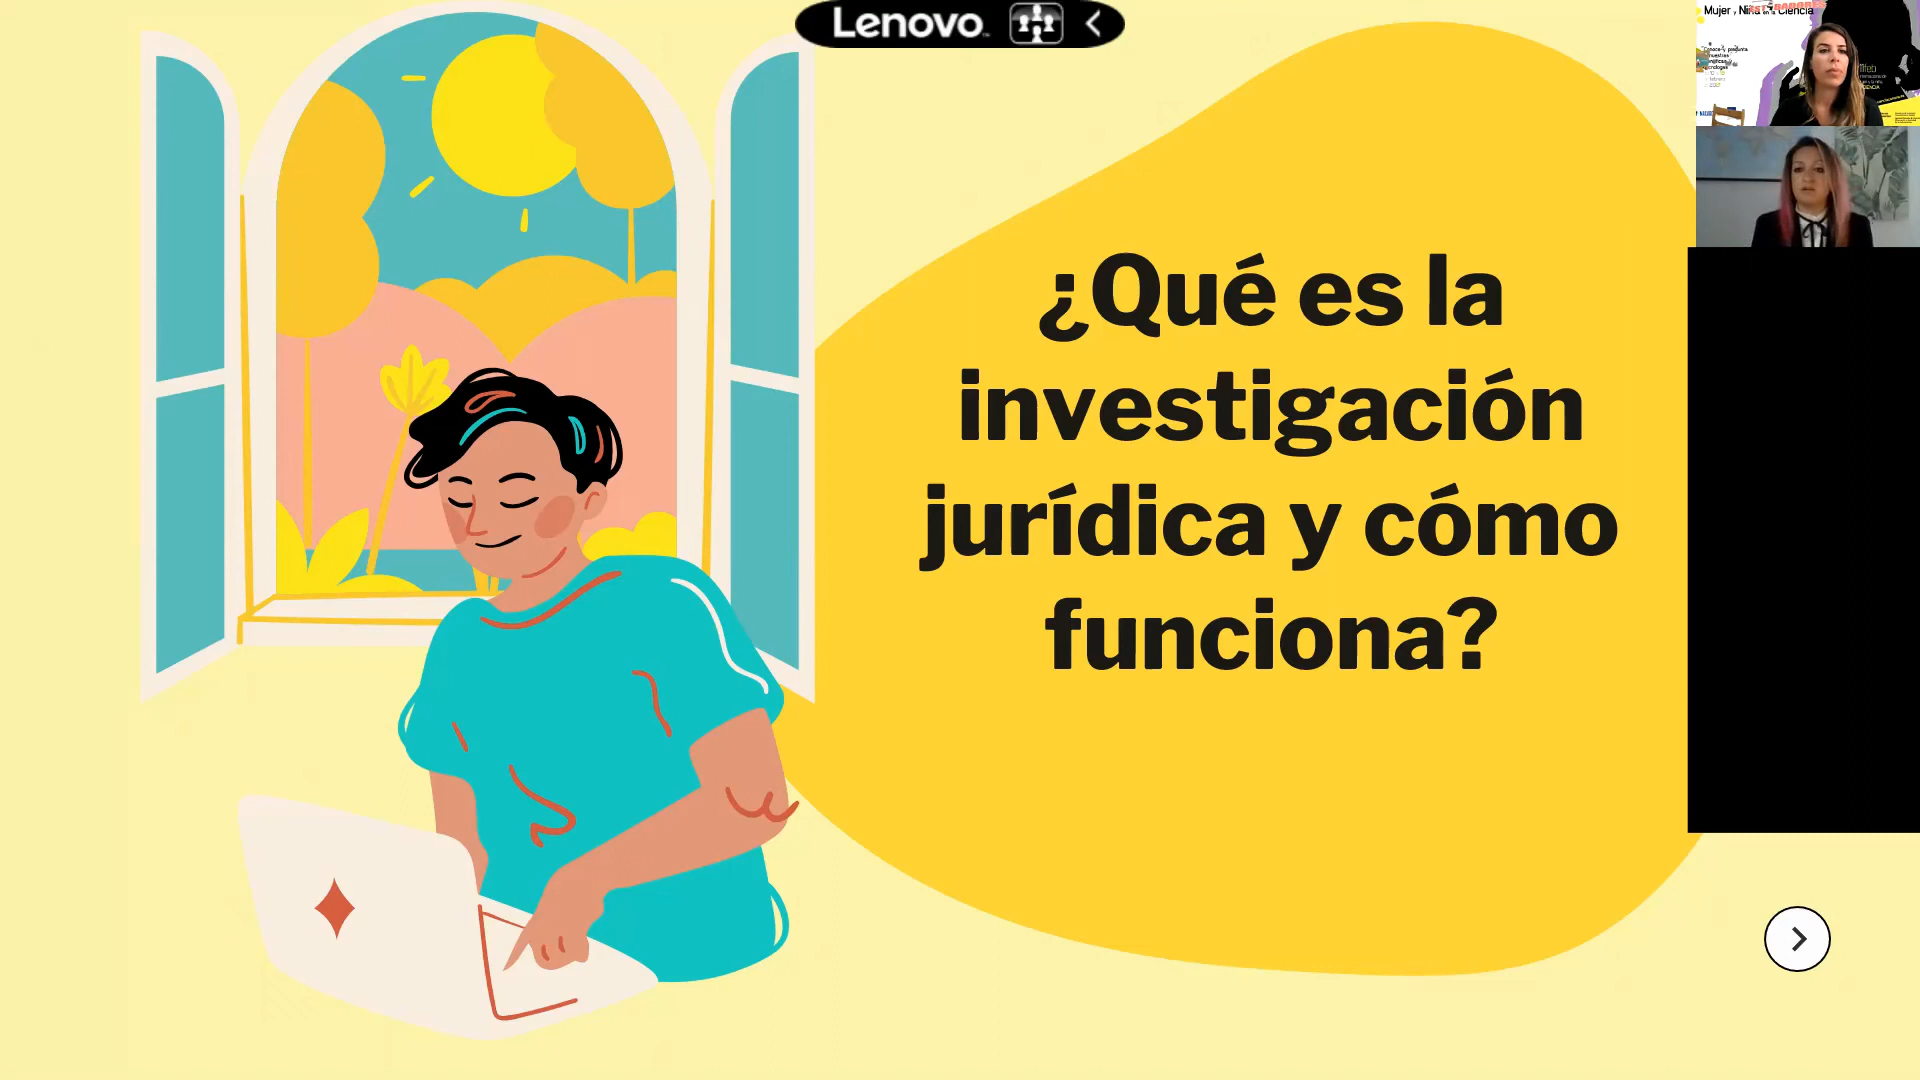 Lenovo
Mujer y Niña en la Ciencia
¿Qué es la
investigación
jurídica y cómo
funciona?